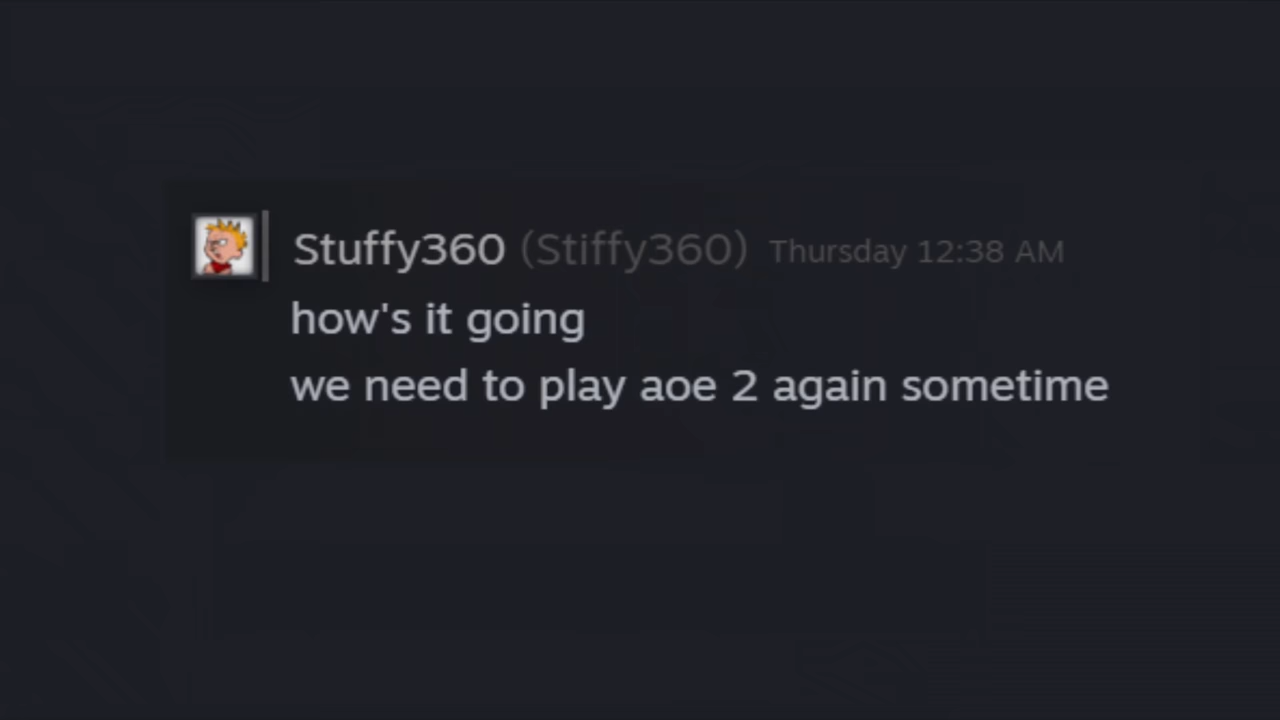 Stuffy360 (Stiffy360) Thursday 12:38 AM
how's it going
we need to play aoe 2 again sometime